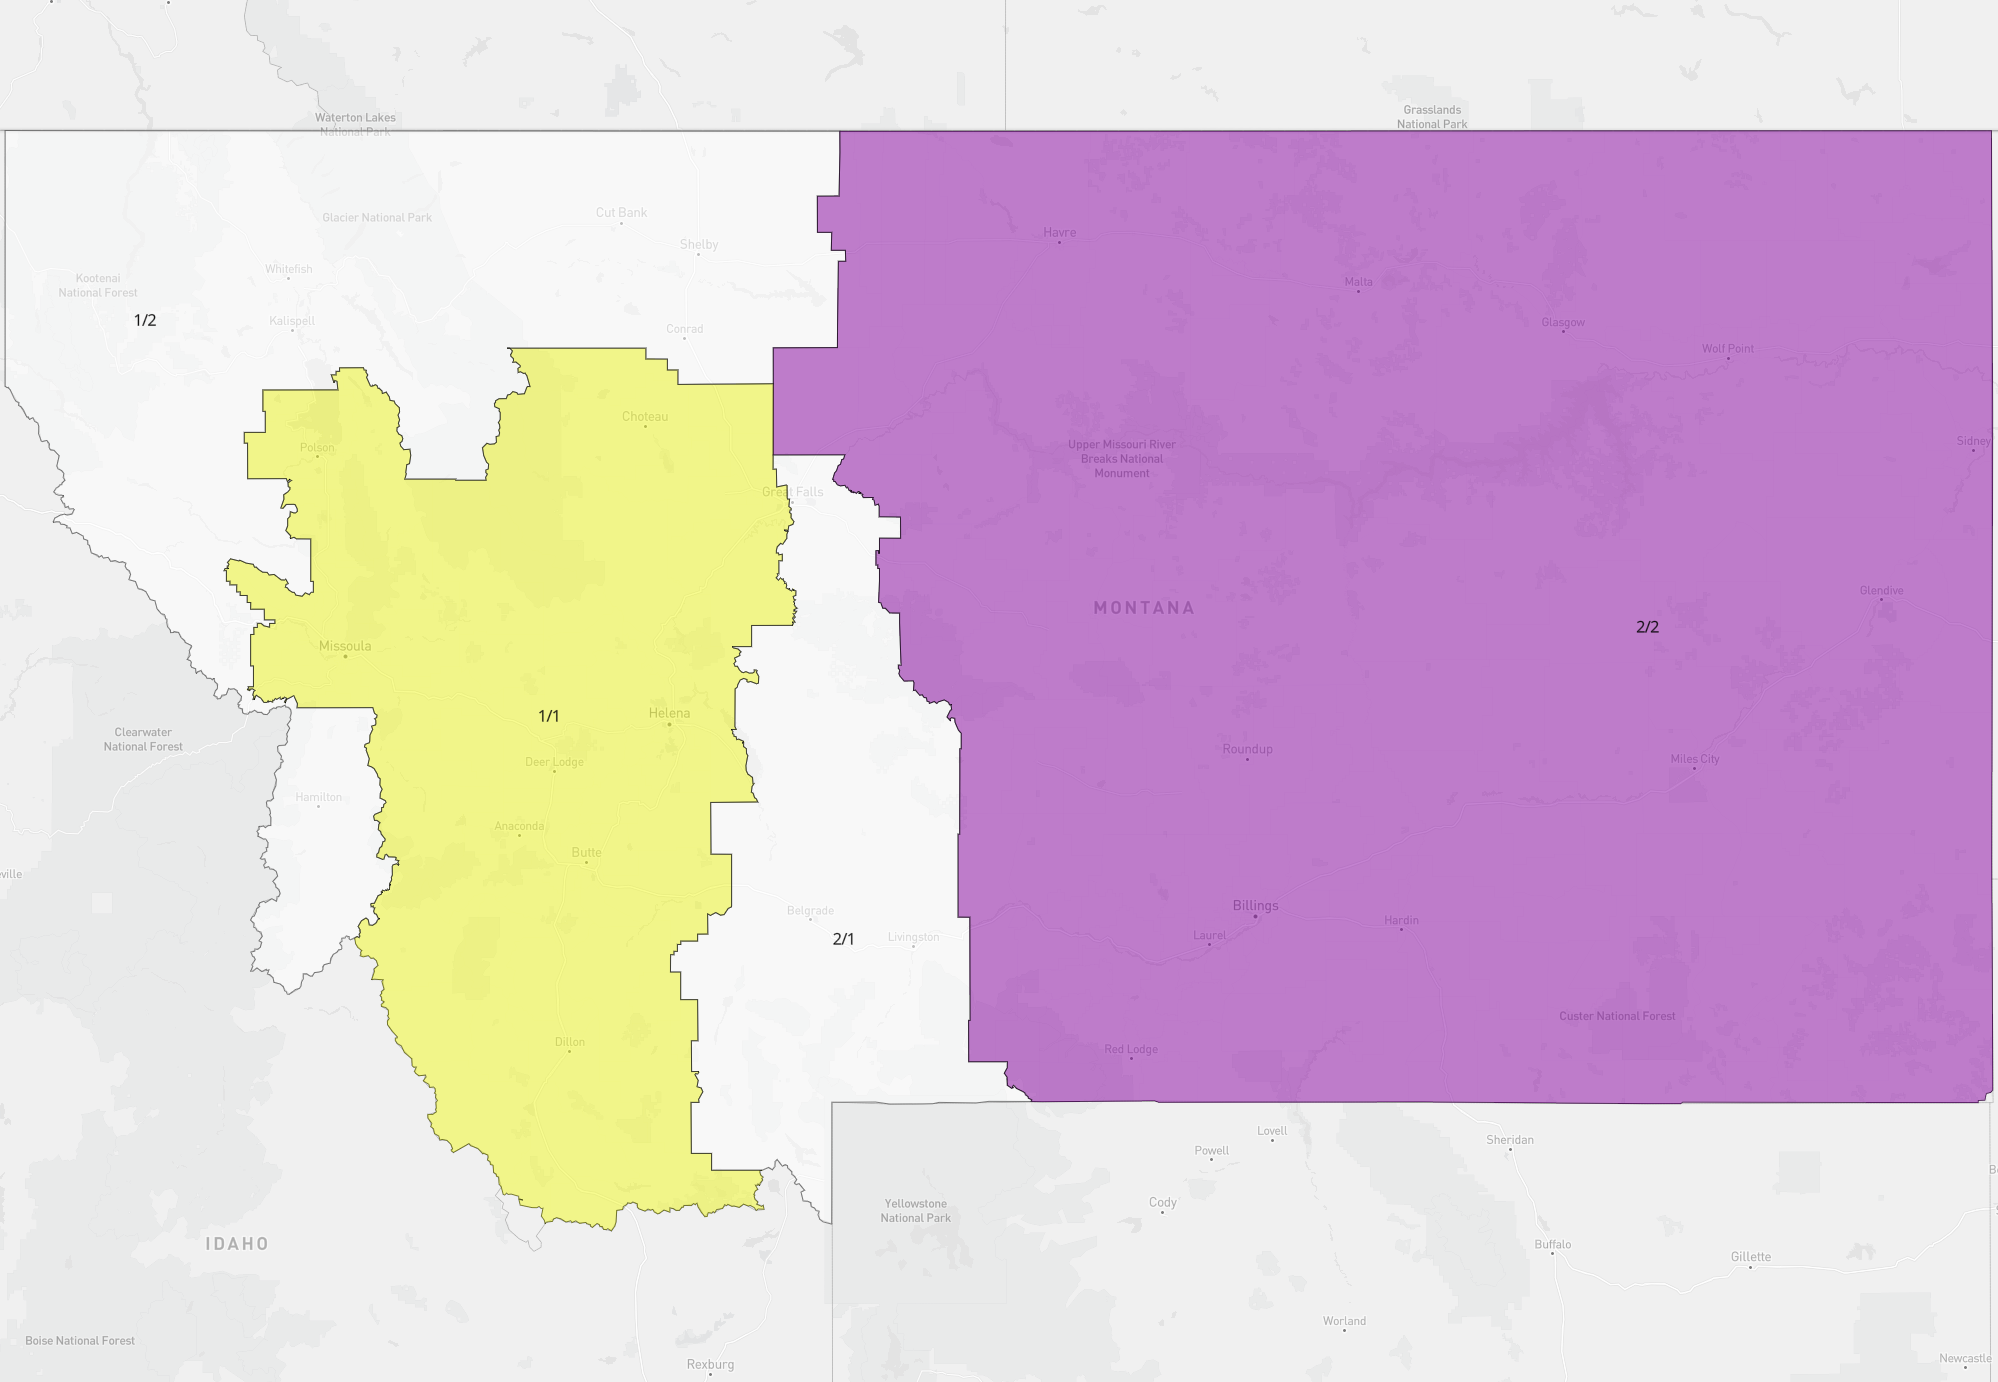 Waterton Lakes
National Park
Grasslands
National Park
Glacier National Park
Cut Bank
Shelby
Havre
Whitefish
Kootenai
National Forest
Malta
1/2
Kalispell
Conrad
Glasgow
Wolf Point
Choteau
Polson
Upper Missouri River
Breaks National
Monument
Sidney
Great Falls
MONTANA
Glendive
2/2
Missoula
1/1
Helena
Clearwater
National Forest
Deer Lodge
Roundup
Miles City
Hamilton
Anaconda
Butte
eville
Belgrade
Billings
Hardin
2/1
Livingston
Laurel
Custer National Forest
Dillon
Red Lodge
Lovell
Sheridan
Powell
Yellowstone
National Park
Cody
IDAHO
Buffalo
Gillette
Worland
Boise National Forest
Rexburg
Newcastle